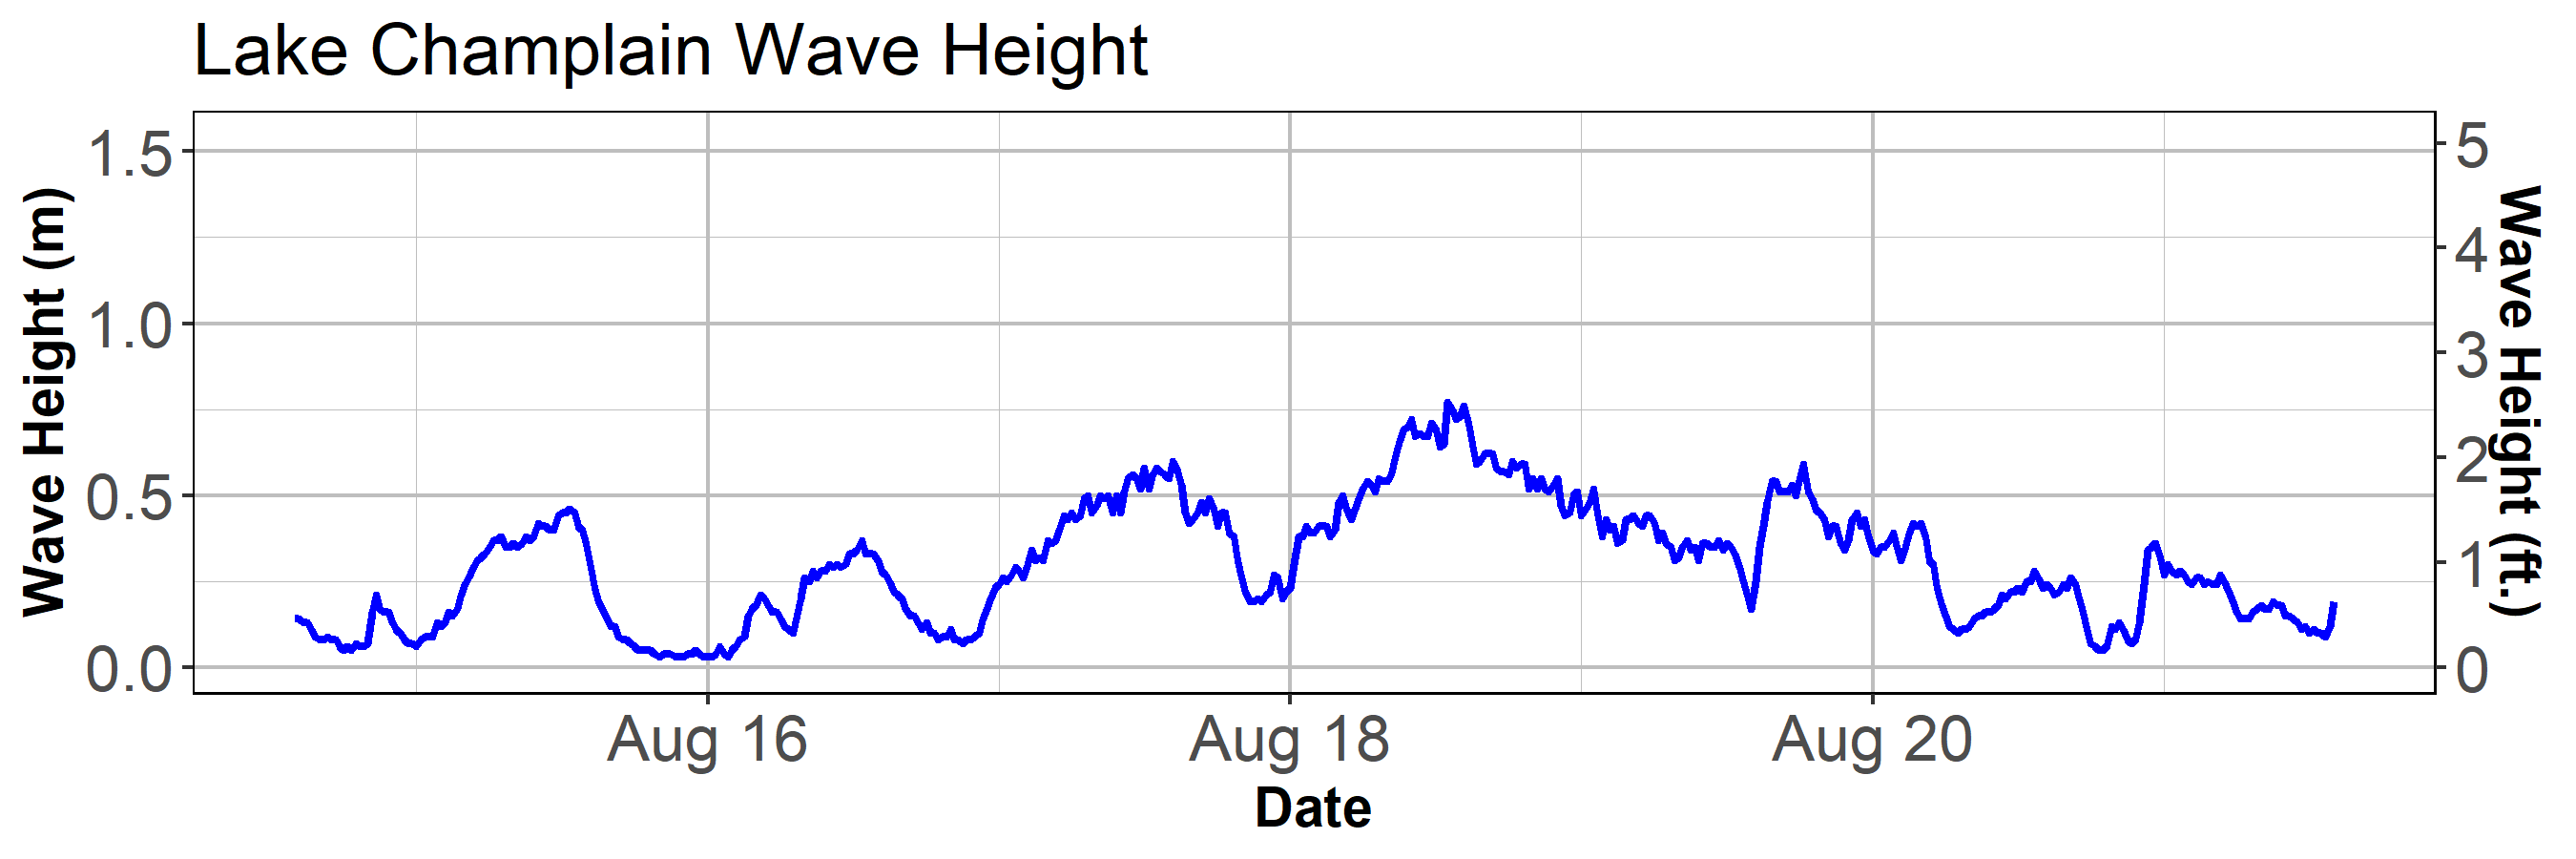 Lake Champlain Wave Height
Wave Height (m)
1.5
1.0
0.5
0.0
5
4
3
2
1
0
Wave Height (ft.)
Aug 16
Aug 18
Aug 20
Date